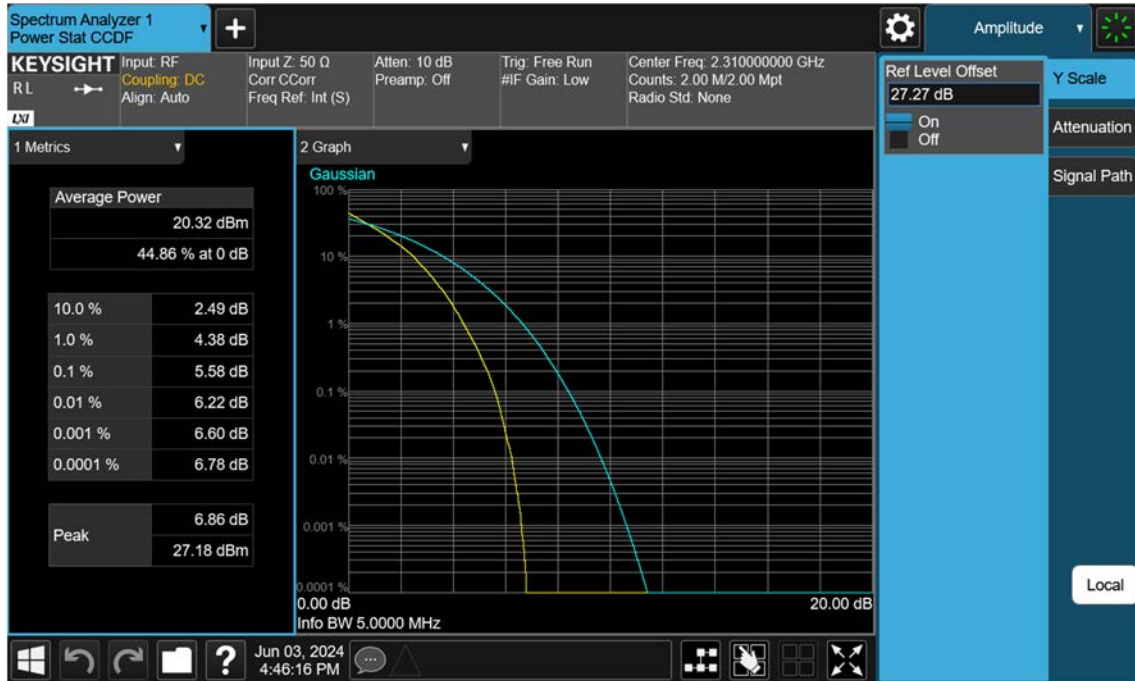 Spectrum Analyzer 1
Power Stat CCDF
+
Amplitude
KEYSIGHT
R L
LXI
Input: RF
Coupling: DC
Align: Auto
Input Z: 50 Ω
Corr CCorr
Freq Ref: Int (S)
Atten: 10 dB
Preamp: Off
Trig: Free Run
#IF Gain: Low
Center Freq: 2.310000000 GHz
Counts: 2.00 M/2.00 Mpt
Radio Std: None
Ref Level Offset
27.27 dB
On
Off
Y Scale
Attenuation
Signal Path
1 Metrics
Average Power
20.32 dBm
44.86 % at 0 dB
10.0 % 2.49 dB
1.0 % 4.38 dB
0.1 % 5.58 dB
0.01 % 6.22 dB
0.001 % 6.60 dB
0.0001 % 6.78 dB
Peak
6.86 dB
27.18 dBm
2 Graph
Gaussian
100 %
10 %
1 %
0.1 %
0.01 %
0.001 %
0.0001 %
0.00 dB 20.00 dB
Info BW 5.0000 MHz
Local
?
Jun 03, 2024
4:46:16 PM